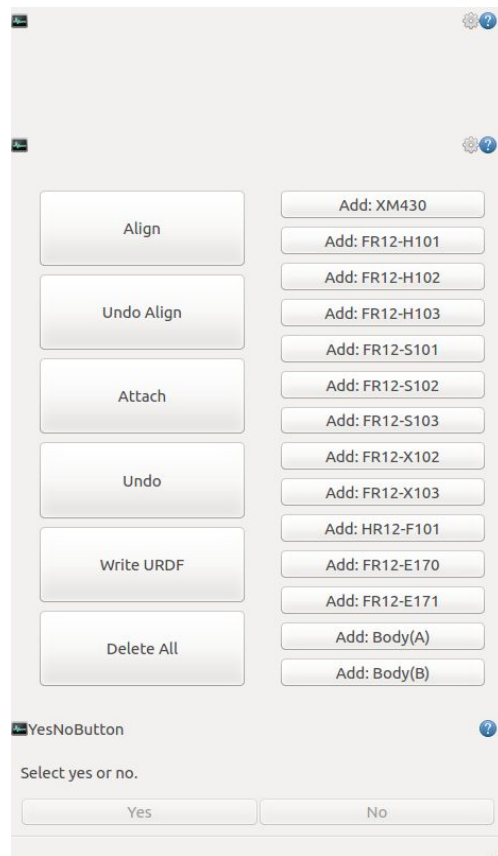 Align
Undo Align
Attach
Undo
Write URDF
Delete All
Add: XM430
Add: FR12-H101
Add: FR12-H102
Add: FR12-H103
Add: FR12-S101
Add: FR12-S102
Add: FR12-S103
Add: FR12-X102
Add: FR12-X103
Add: HR12-F101
Add: FR12-E170
Add: FR12-E171
Add: Body(A)
Add: Body(B)
YesNoButton
Select yes or no.
Yes
No